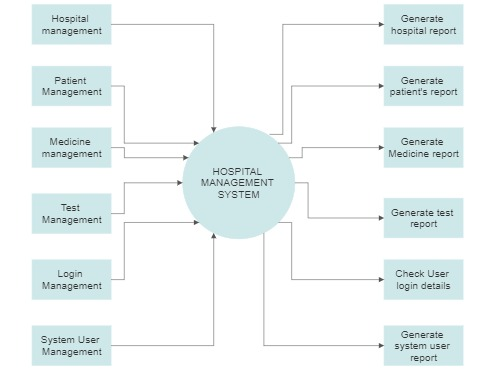 Hospital
management
Patient
Management
Medicine
management
Test
Management
Login
Management
System User
Management
HOSPITAL
MANAGEMENT
SYSTEM
Generate
hospital report
Generate
patient's report
Generate
Medicine report
Generate test
report
Check User
login details
Generate
system user
report